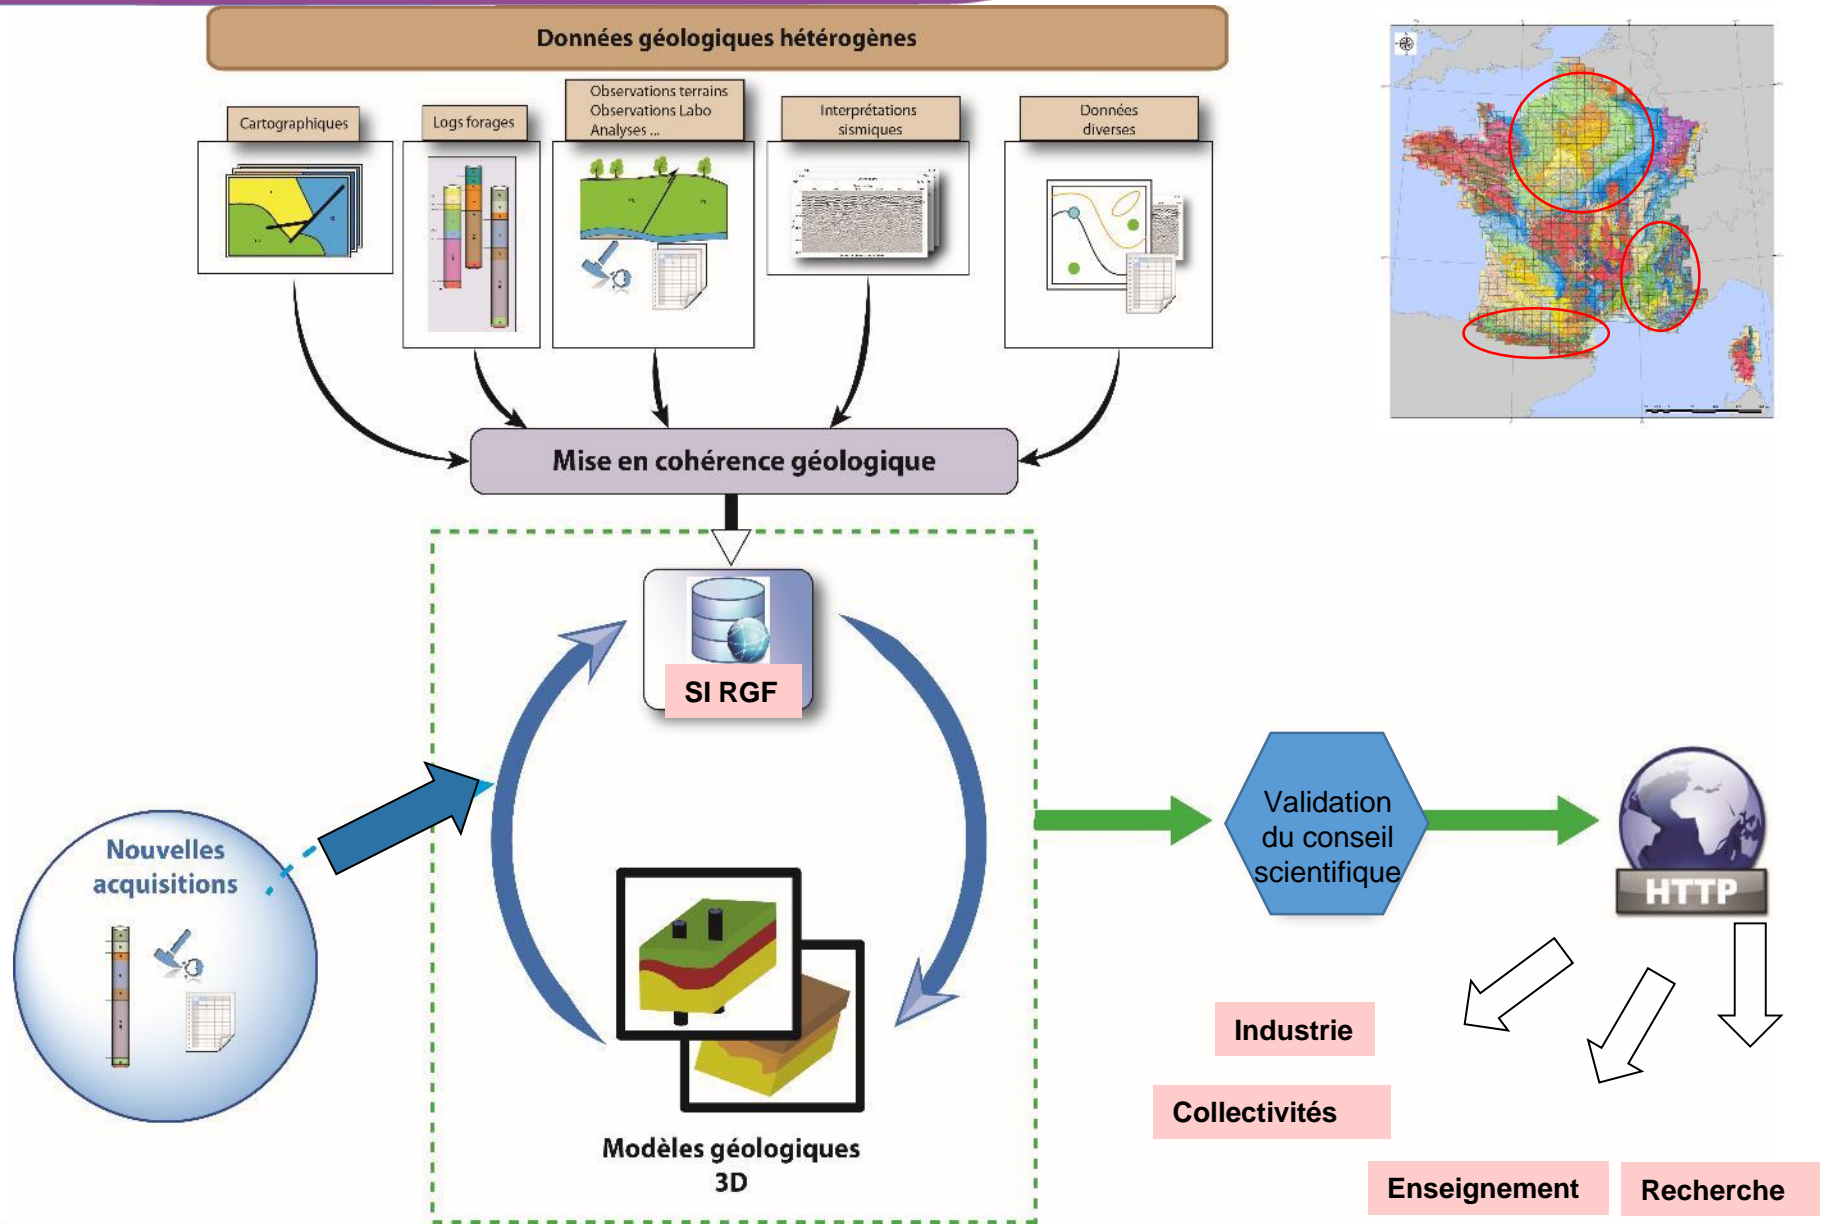 Données géologiques hétérogènes
Cartographiques
Logs forages
Observations terrains
Observations Labo
Analyses ...
Interprétations
sismiques
Données
diverses
Mise en cohérence géologique
SI RGF
Nouvelles
acquisitions
Modèles géologiques
3D
Validation
du conseil
scientifique
HTTP
Industrie
Collectivités
Enseignement
Recherche